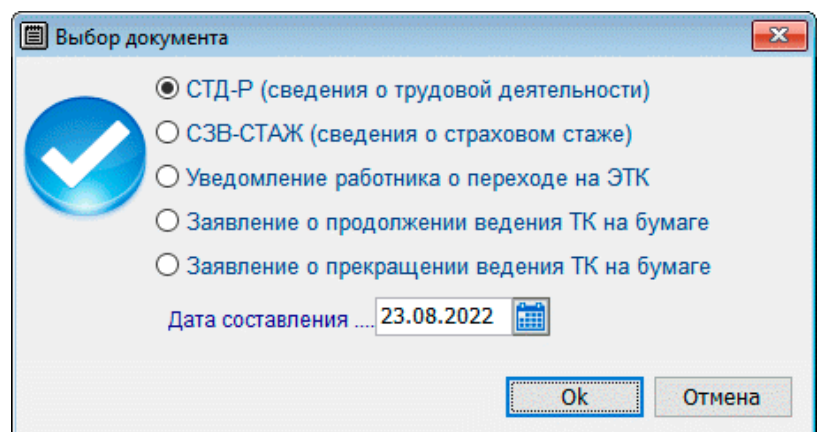 Выбор документа
СТД-Р (сведения о трудовой деятельности)
СЗВ-СТАЖ (сведения о страховом стаже)
Уведомление работника о переходе на ЭТК
Заявление о продолжении ведения ТК на бумаге
Заявление о прекращении ведения ТК на бумаге
Дата составления ....23.08.2022
Ok Отмена